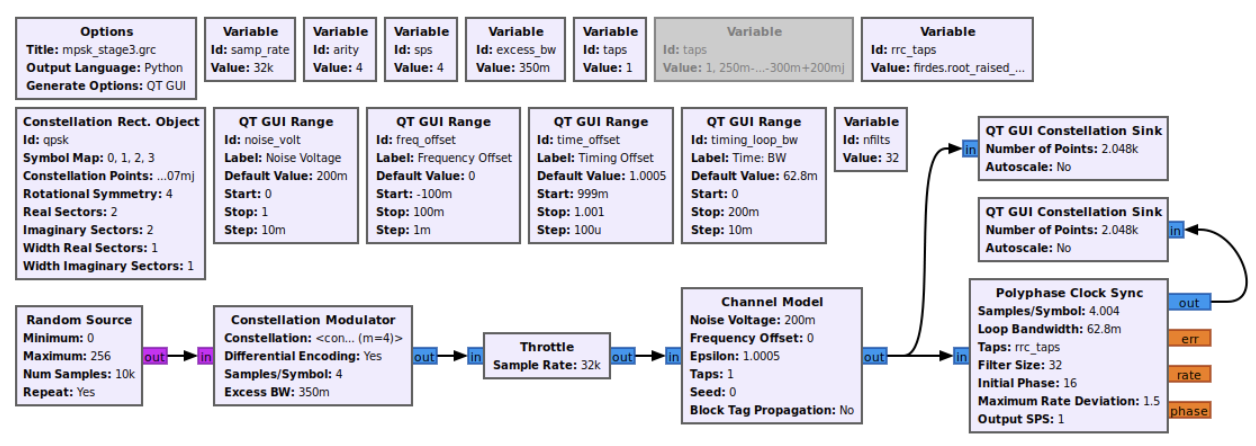 Options
Title: mpsk_stage3.grc
Output Language: Python
Generate Options: QT GUI
Variable
Id: samp_rate
Value: 32k
Variable
Id: arity
Value: 4
Variable
Id: sps
Value: 4
Variable
Id: excess_bw
Value: 350m
Variable
Id: taps
Value: 1
Variable
Id: taps
Value: 1, 250m-...-300m+200mj
Variable
Id: rrc_taps
Value: firdes.root_raised_...
Constellation Rect. Object
Id: qpsk
Symbol Map: 0, 1, 2, 3
Constellation Points: ...07mj
Rotational Symmetry: 4
Real Sectors: 2
Imaginary Sectors: 2
Width Real Sectors: 1
Width Imaginary Sectors: 1
QT GUI Range
Id: noise_volt
Label: Noise Voltage
Default Value: 200m
Start: 0
Stop: 1
Step: 10m
QT GUI Range
Id: freq_offset
Label: Frequency Offset
Default Value: 0
Start: -100m
Stop: 100m
Step: 1m
QT GUI Range
Id: time_offset
Label: Timing Offset
Default Value: 1.0005
Start: 999m
Stop: 1.001
Step: 100u
QT GUI Range
Id: timing_loop_bw
Label: Time: BW
Default Value: 62.8m
Start: 0
Stop: 200m
Step: 10m
Variable
Id: nfilts
Value: 32
in
QT GUI Constellation Sink
Number of Points: 2.048k
Autoscale: No
QT GUI Constellation Sink
Number of Points: 2.048k
Autoscale: No
in
Random Source
Minimum: 0
Maximum: 256
Num Samples: 10k
Repeat: Yes
out
in
Constellation Modulator
Constellation: <con... (m=4)>
Differential Encoding: Yes
Samples/Symbol: 4
Excess BW: 350m
out
in
Throttle
Sample Rate: 32k
out
in
Channel Model
Noise Voltage: 200m
Frequency Offset: 0
Epsilon: 1.0005
Taps: 1
Seed: 0
Block Tag Propagation: No
out
in
Polyphase Clock Sync
Samples/Symbol: 4.004
Loop Bandwidth: 62.8m
Taps: rrc_taps
Filter Size: 32
Initial Phase: 16
Maximum Rate Deviation: 1.5
Output SPS: 1
out
err
rate
phase